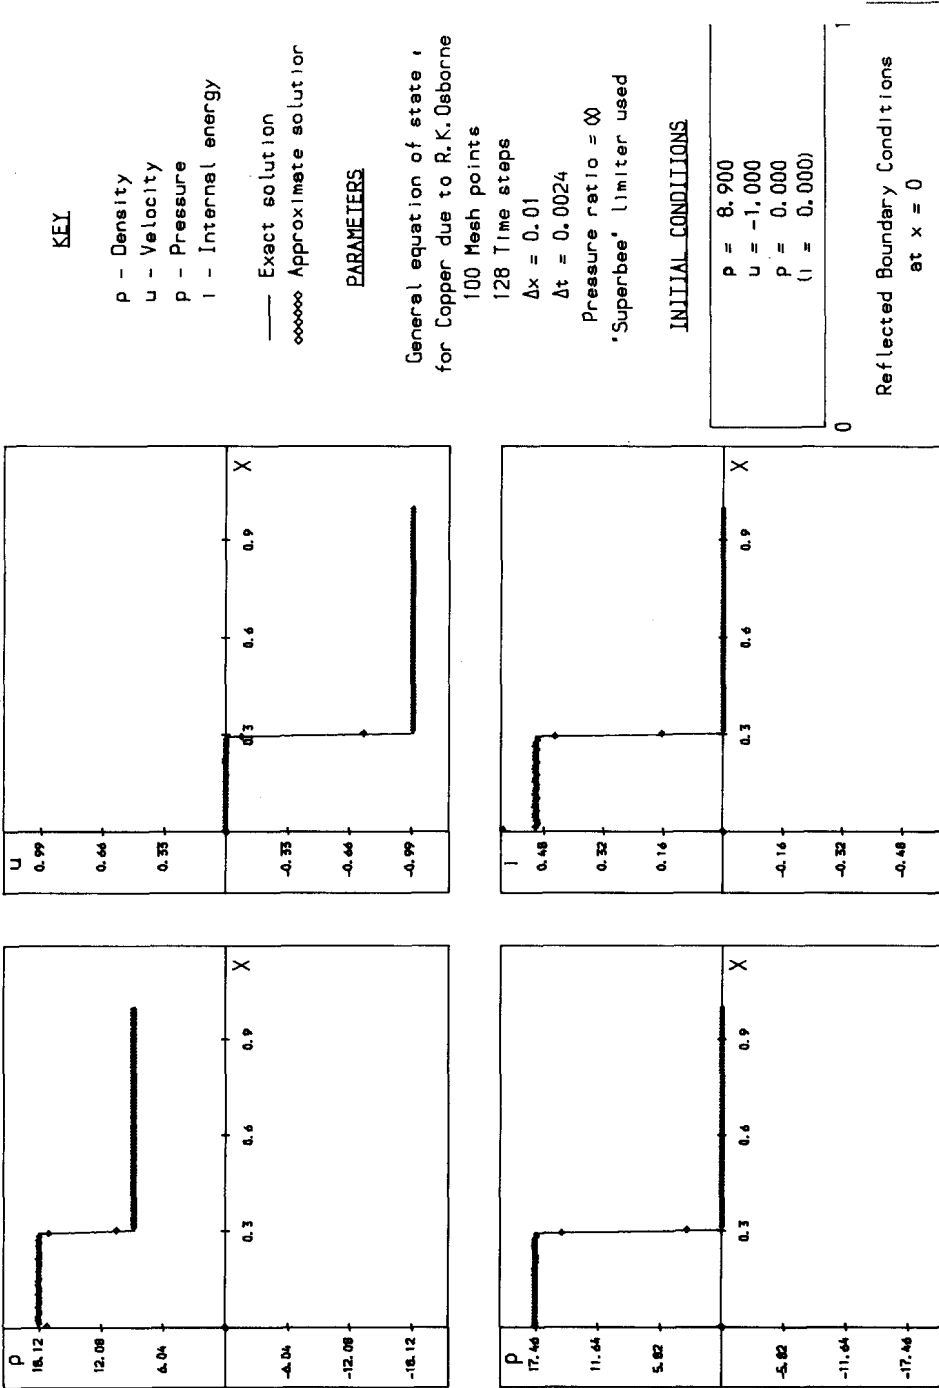 KEY
ρ - Density
u - Velocity
p - Pressure
I - Internal energy
Exact solution
Approximate solution
PARAMETERS
General equation of state :
for Copper due to R.K.Osborne
100 Mesh points
128 Time steps
Δx = 0.01
Δt = 0.0024
Pressure ratio = ∞
'Superbee' limiter used
INITIAL CONDITIONS
ρ = 8.900
u = -1.000
p = 0.000
(I = 0.000)
0 1
Reflected Boundary Conditions
at x = 0
ρ
18.12
12.08
6.04
-6.04
-12.08
-18.12
0.3 0.6 0.9 X
u
0.99
0.66
0.33
-0.33
-0.66
-0.99
0.3 0.6 0.9 X
p
17.46
11.64
5.82
-5.82
-11.64
-17.46
0.3 0.6 0.9 X
I
0.48
0.32
0.16
-0.16
-0.32
-0.48
0.3 0.6 0.9 X